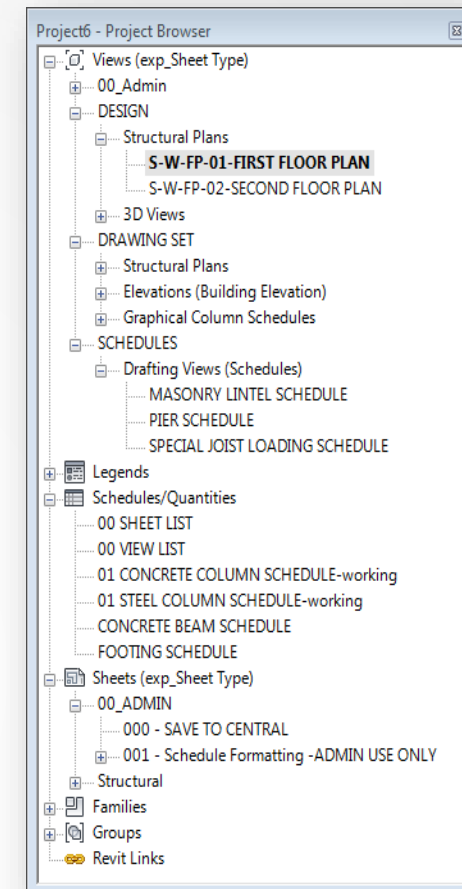 Project6 - Project Browser
Views (exp_Sheet Type)
00_Admin
DESIGN
Structural Plans
S-W-FP-01-FIRST FLOOR PLAN
S-W-FP-02-SECOND FLOOR PLAN
3D Views
DRAWING SET
Structural Plans
Elevations (Building Elevation)
Graphical Column Schedules
SCHEDULES
Drafting Views (Schedules)
MASONRY LINTEL SCHEDULE
PIER SCHEDULE
SPECIAL JOIST LOADING SCHEDULE
Legends
Schedules/Quantities
00 SHEET LIST
00 VIEW LIST
01 CONCRETE COLUMN SCHEDULE-working
01 STEEL COLUMN SCHEDULE-working
CONCRETE BEAM SCHEDULE
FOOTING SCHEDULE
Sheets (exp_Sheet Type)
00_ADMIN
000 - SAVE TO CENTRAL
001 - Schedule Formatting -ADMIN USE ONLY
Structural
Families
Groups
Revit Links